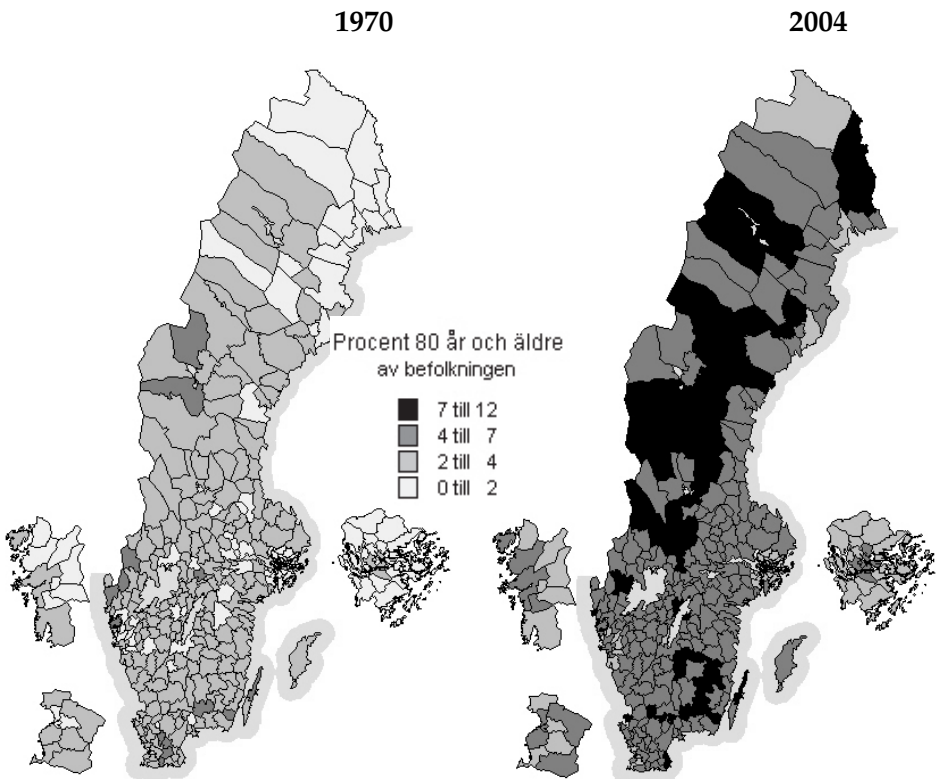 1970
2004
Procent 80 år och äldre
av befolkningen
7 till 12
4 till 7
2 till 4
0 till 2